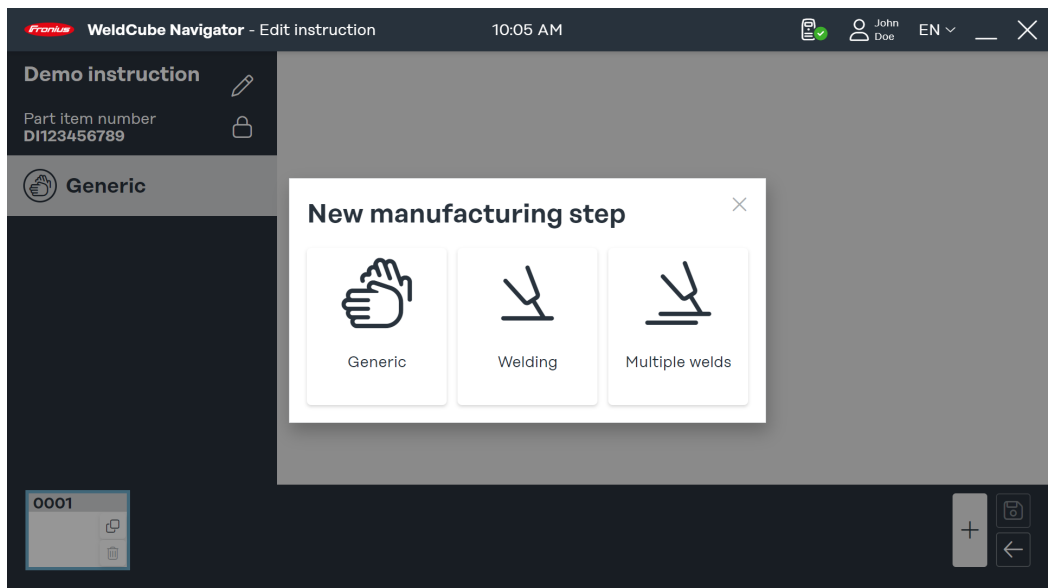 Fronius WeldCube Navigator - Edit instruction 10:05 AM John Doe EN
Demo instruction
Part item number
DI123456789
Generic
New manufacturing step
Generic Welding Multiple welds
0001